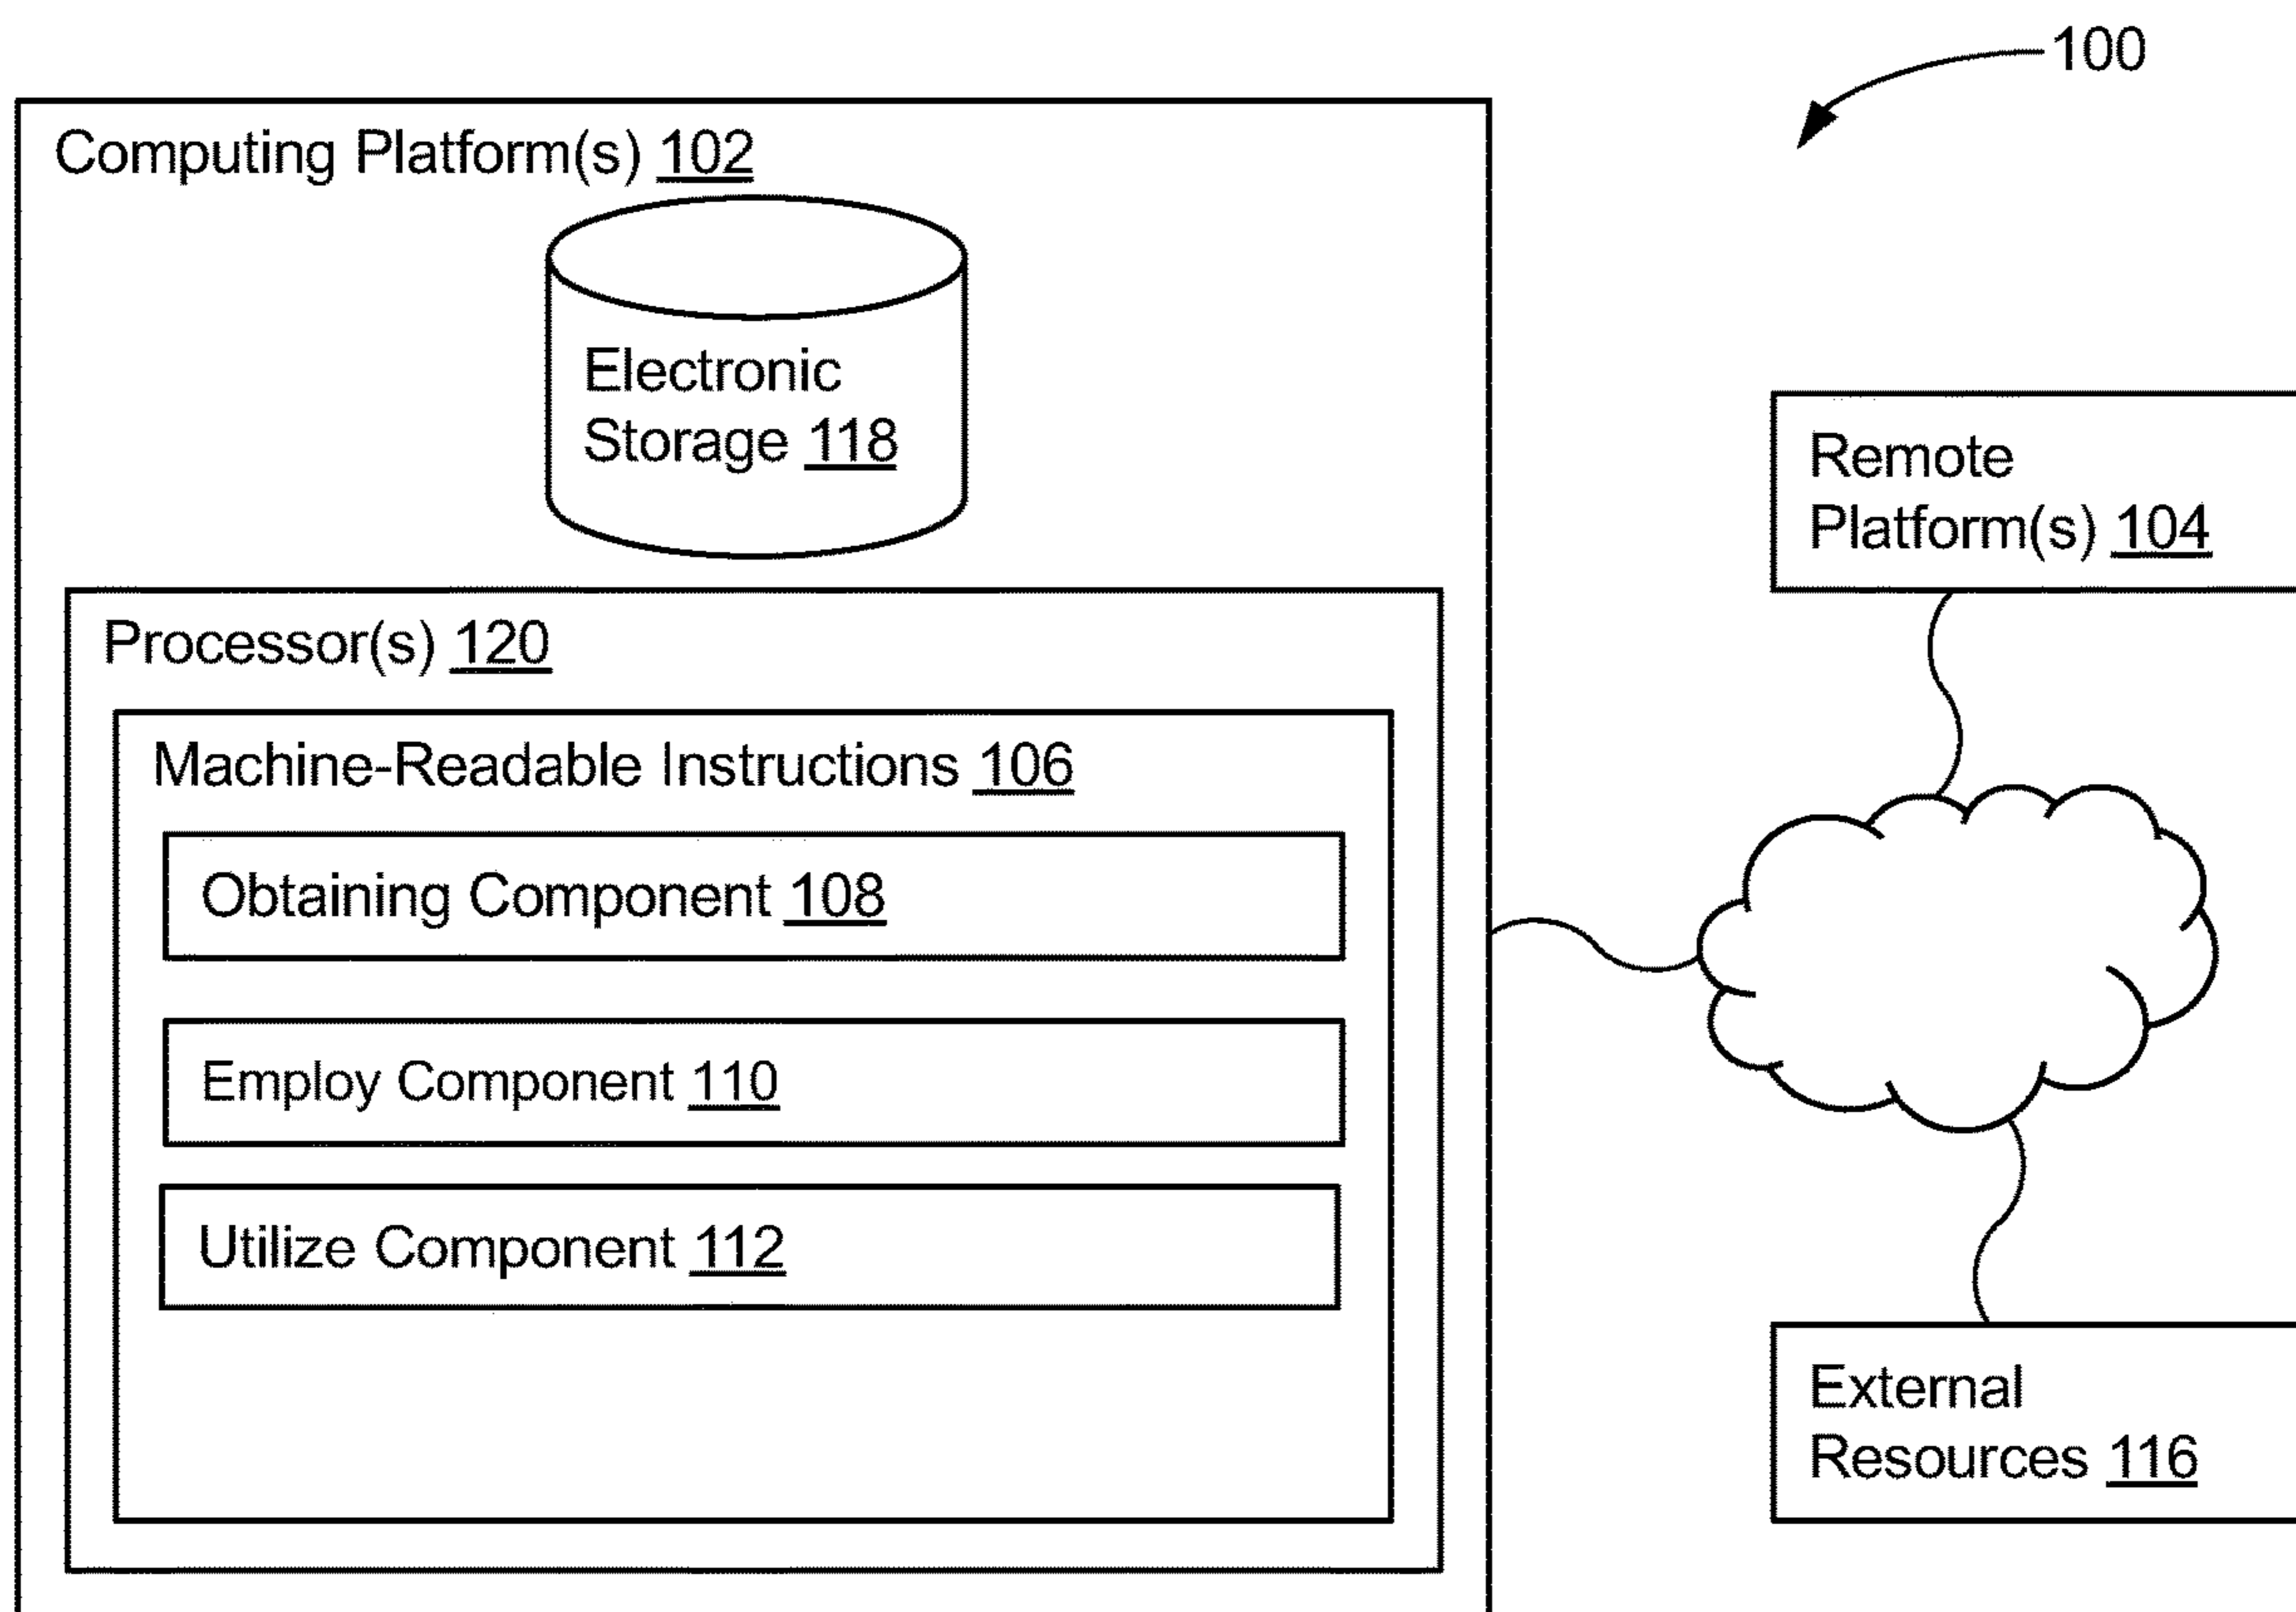 100
Computing Platform(s) 102
Electronic
Storage 118
Remote
Platform(s) 104
Processor(s) 120
Machine-Readable Instructions 106
Obtaining Component 108
Employ Component 110
Utilize Component 112
External
Resources 116